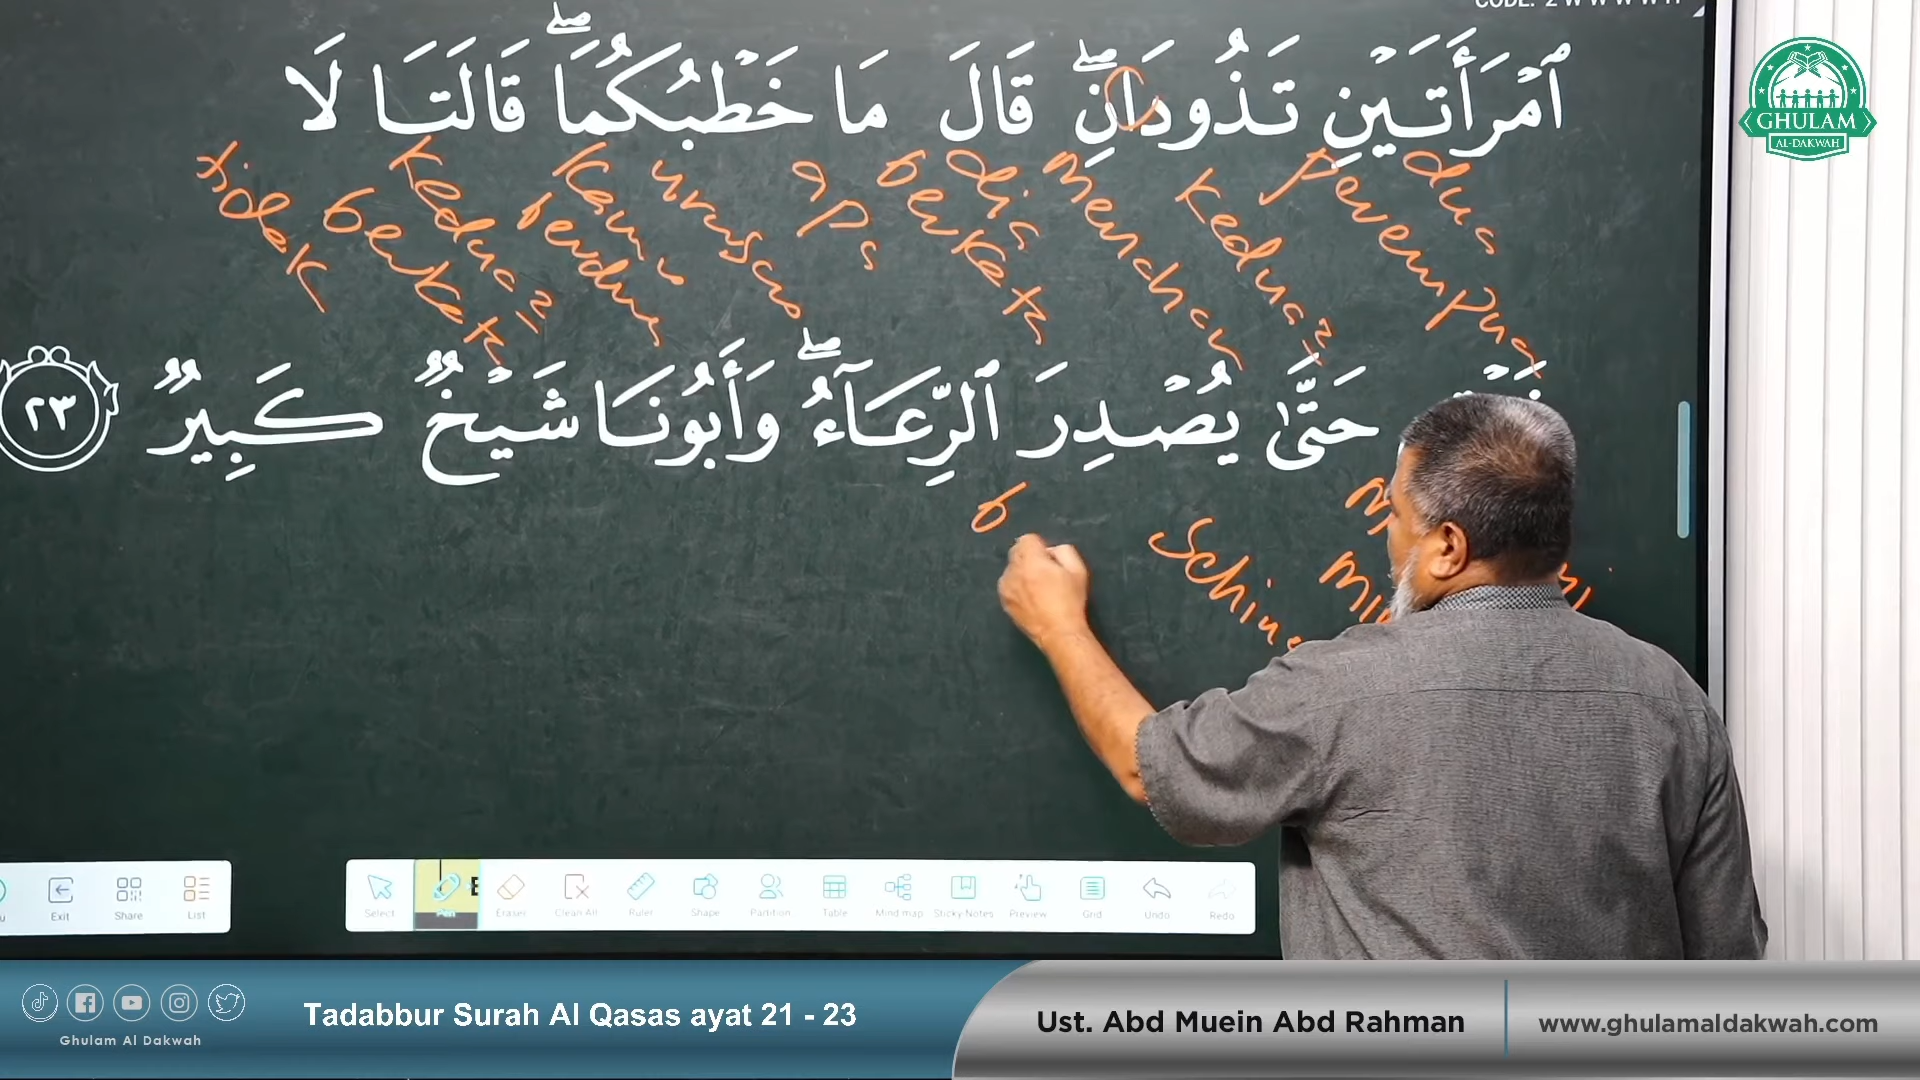 CODE: 2 W W W W H
ٱمۡرَأَتَيۡنِ تَذُودَانِۖ قَالَ مَا خَطۡبُكُمَاۖ قَالَتَا لَا
dua perempuan
kedua2 menahan
dia berkata
apa
urusan
kamu berdua
kedua2 berkata
tidak
حَتَّىٰ يُصۡدِرَ ٱلرِّعَآءُۖ وَأَبُونَا شَيۡخٞ كَبِيرٞ ٢٣
GHULAM
AL-DAKWAH
Exit Share List
Select Pen Eraser Clean All Ruler Shape Partition Table Mind map Sticky Notes Preview Grid Undo Redo
Ghulam Al Dakwah
Tadabbur Surah Al Qasas ayat 21 - 23
Ust. Abd Muein Abd Rahman
www.ghulamaldakwah.com